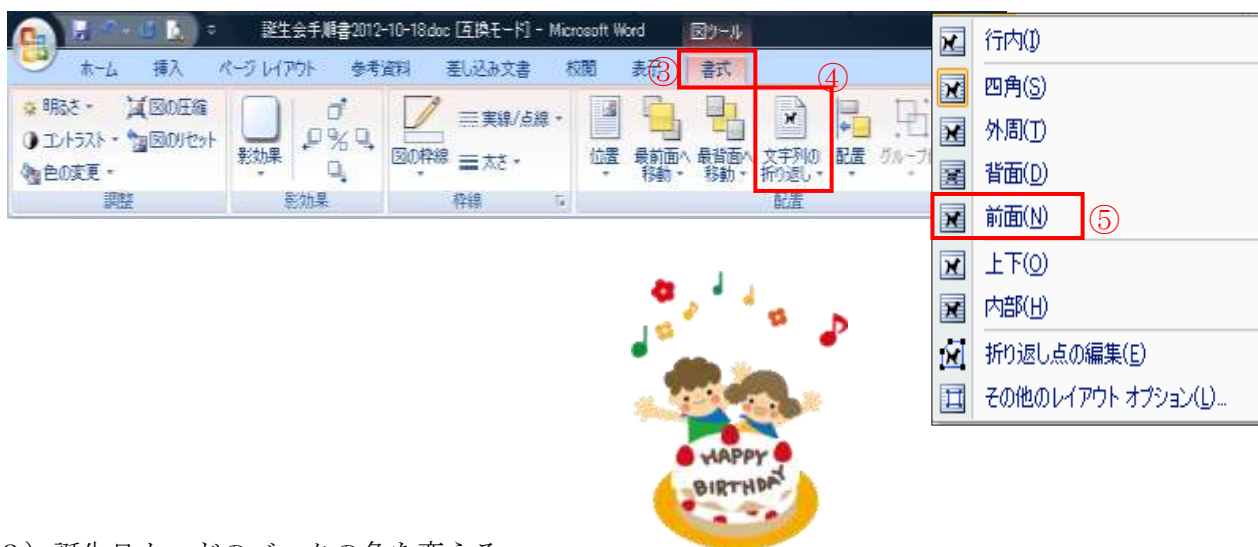 誕生会手順書2012-10-18.doc [互換モード] - Microsoft Word 図ツール
ホーム 挿入 ページ レイアウト 参考資料 差し込み文書 校閲 表示 ③ 書式
④
明るさ 図の圧縮
コントラスト 図のリセット
色の変更
調整
影効果
影効果
図の枠線
実線/点線
太さ
枠線
位置
最前面へ移動
最背面へ移動
文字列の折り返し
配置
配置
行内(I)
四角(S)
外周(T)
背面(D)
前面(N) ⑤
上下(O)
内部(H)
折り返し点の編集(E)
その他のレイアウト オプション(L)...
HAPPY
BIRTHDAY